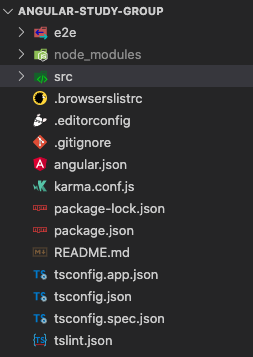 ANGULAR-STUDY-GROUP
e2e
node_modules
src
.browserslistrc
.editorconfig
.gitignore
angular.json
karma.conf.js
package-lock.json
package.json
README.md
tsconfig.app.json
tsconfig.json
tsconfig.spec.json
tslint.json